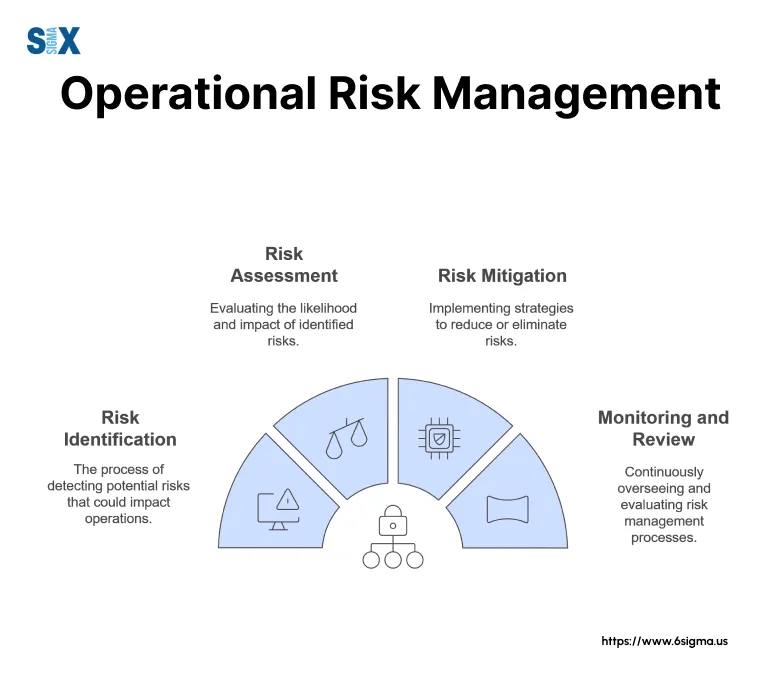 SIX
SIGMA
Operational Risk Management
Risk
Assessment
Evaluating the likelihood
and impact of identified
risks.
Risk Mitigation
Implementing strategies
to reduce or eliminate
risks.
Risk
Identification
The process of
detecting potential risks
that could impact
operations.
Monitoring and
Review
Continuously
overseeing and
evaluating risk
management
processes.
https://www.6sigma.us